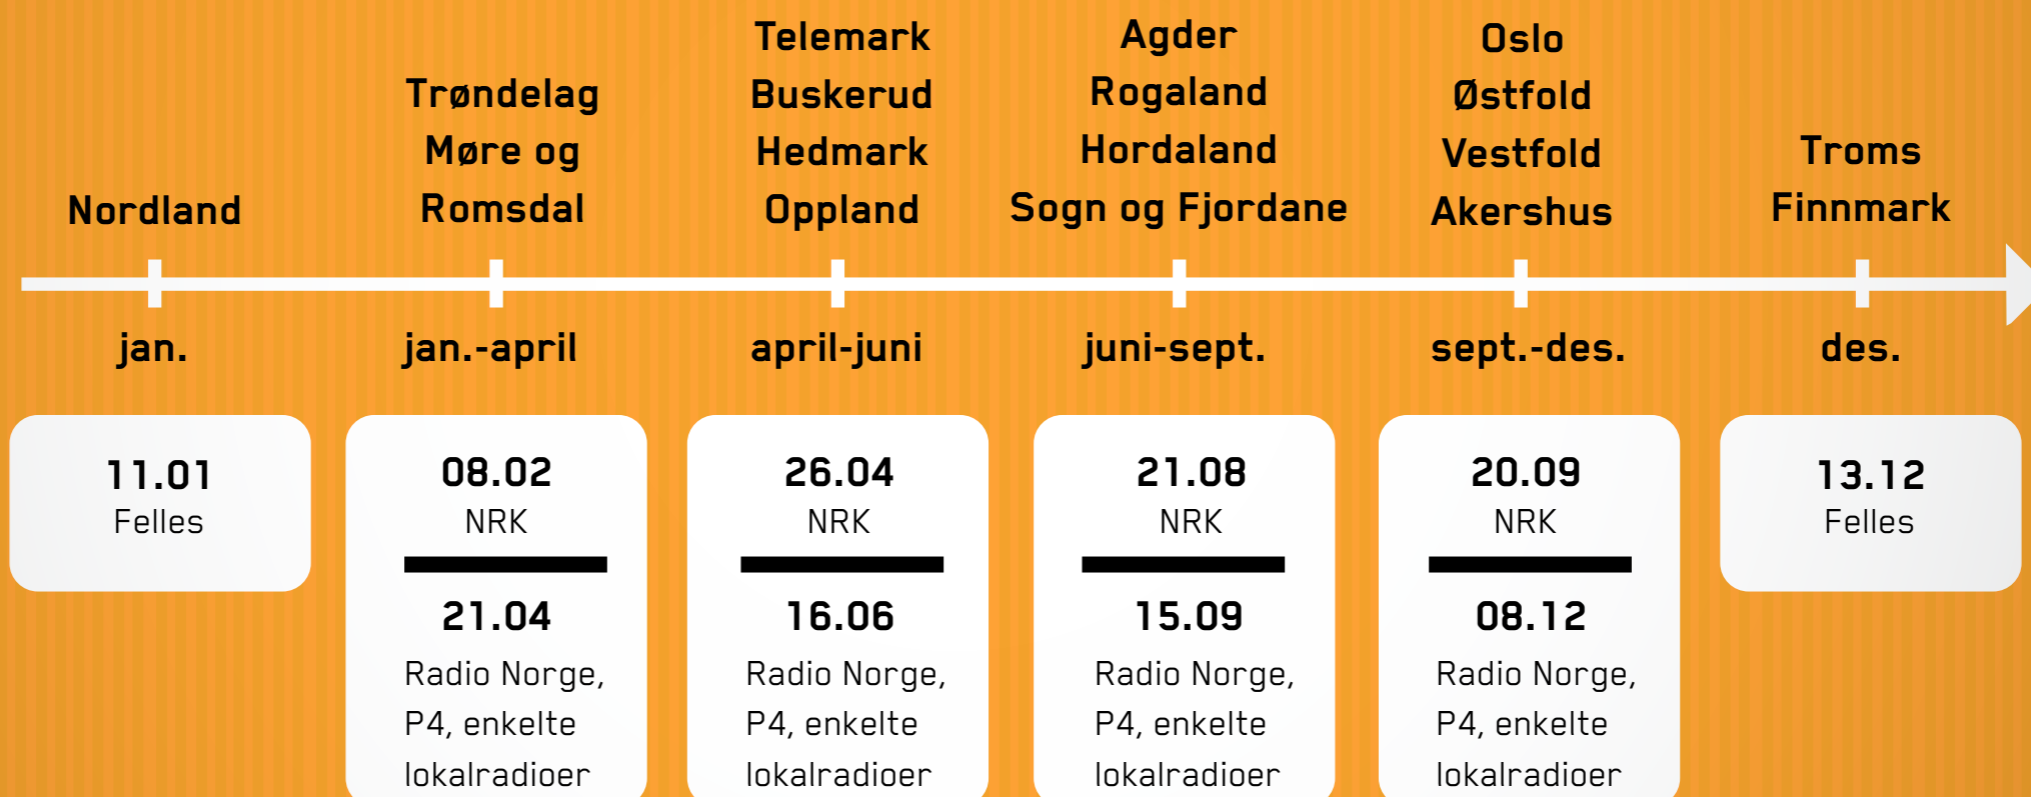 Nordland
Trøndelag
Møre og
Romsdal
Telemark
Buskerud
Hedmark
Oppland
Agder
Rogaland
Hordaland
Sogn og Fjordane
Oslo
Østfold
Vestfold
Akershus
Troms
Finnmark
jan.
jan.-april
april-juni
juni-sept.
sept.-des.
des.
11.01
Felles
08.02
NRK
21.04
Radio Norge,
P4, enkelte
lokalradioer
26.04
NRK
16.06
Radio Norge,
P4, enkelte
lokalradioer
21.08
NRK
15.09
Radio Norge,
P4, enkelte
lokalradioer
20.09
NRK
08.12
Radio Norge,
P4, enkelte
lokalradioer
13.12
Felles